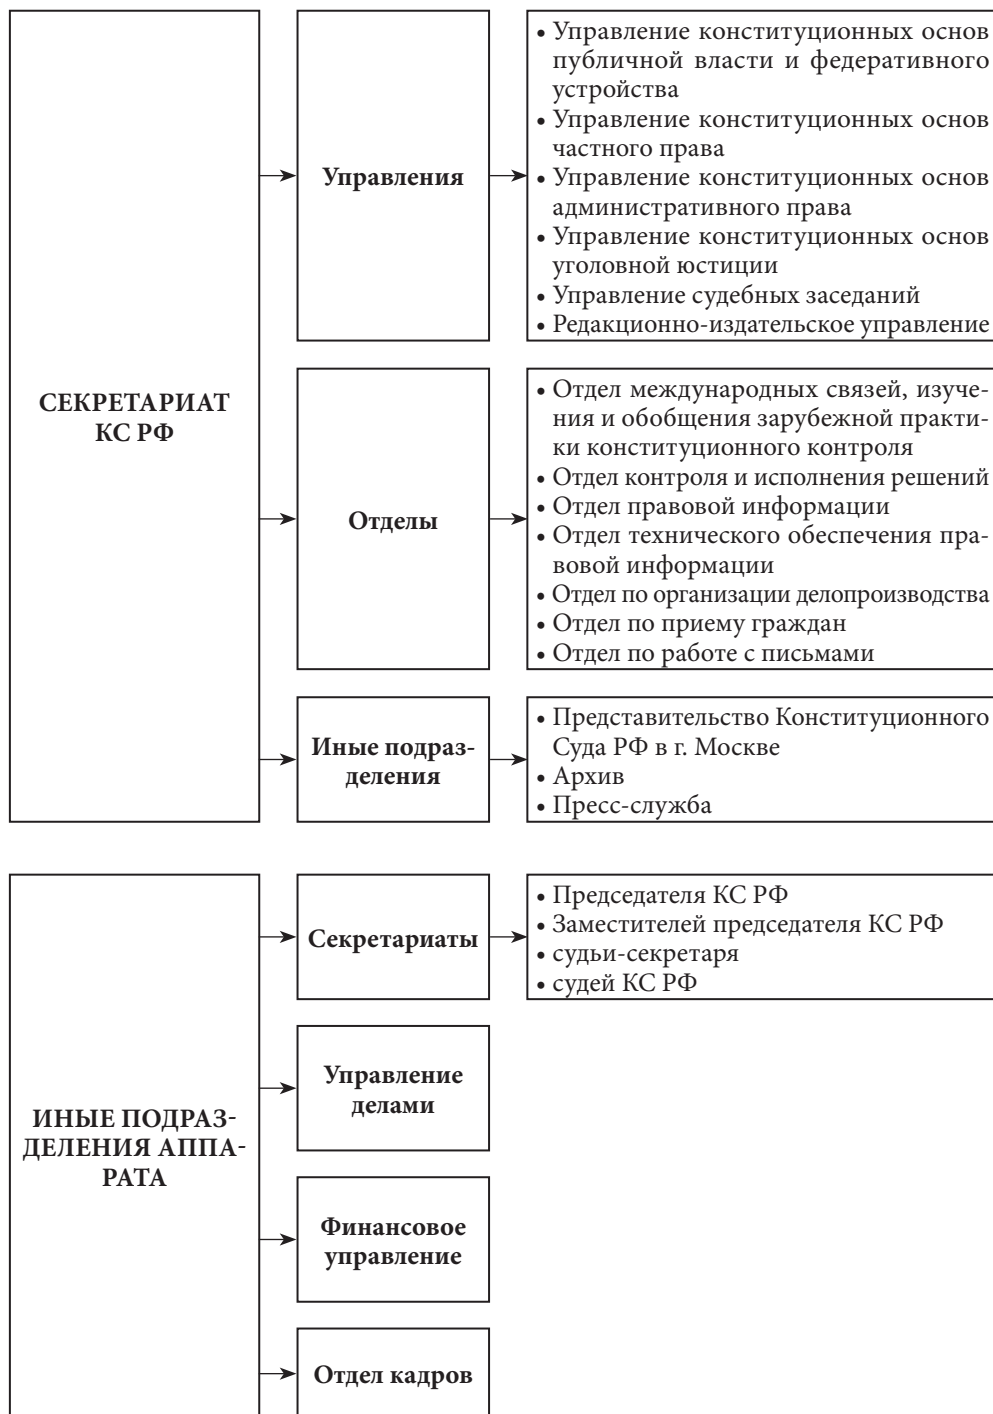 СЕКРЕТАРИАТ
КС РФ
Управления
• Управление конституционных основ
публичной власти и федеративного
устройства
• Управление конституционных основ
частного права
• Управление конституционных основ
административного права
• Управление конституционных основ
уголовной юстиции
• Управление судебных заседаний
• Редакционно-издательское управление
Отделы
• Отдел международных связей, изуче-
ния и обобщения зарубежной практи-
ки конституционного контроля
• Отдел контроля и исполнения решений
• Отдел правовой информации
• Отдел технического обеспечения пра-
вовой информации
• Отдел по организации делопроизводства
• Отдел по приему граждан
• Отдел по работе с письмами
Иные подраз-
деления
• Представительство Конституционного
Суда РФ в г. Москве
• Архив
• Пресс-служба
ИНЫЕ ПОДРАЗ-
ДЕЛЕНИЯ АППА-
РАТА
Секретариаты
• Председателя КС РФ
• Заместителей председателя КС РФ
• судьи-секретаря
• судей КС РФ
Управление
делами
Финансовое
управление
Отдел кадров